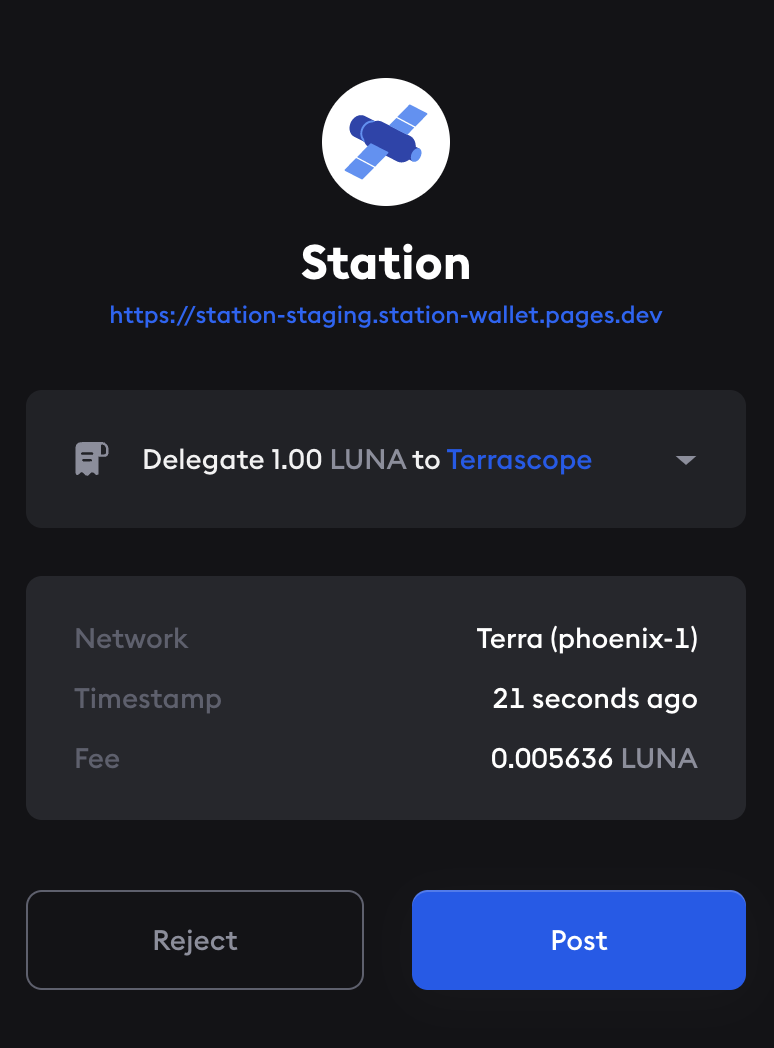 Station
https://station-staging.station-wallet.pages.dev
Delegate 1.00 LUNA to Terrascope
Network Terra (phoenix-1)
Timestamp 21 seconds ago
Fee 0.005636 LUNA
Reject Post